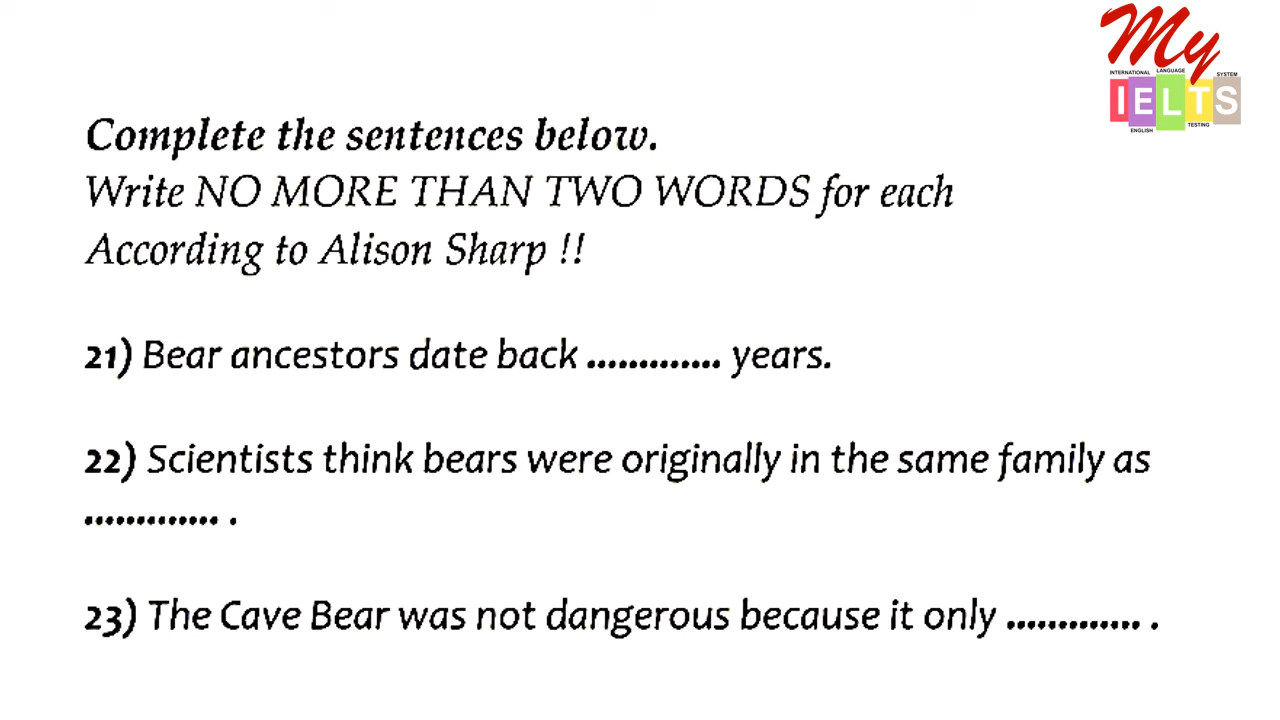 My
INTERNATIONAL LANGUAGE SYSTEM
IELTS
ENGLISH TESTING
Complete the sentences below.
Write NO MORE THAN TWO WORDS for each
According to Alison Sharp !!
21) Bear ancestors date back ............. years.
22) Scientists think bears were originally in the same family as
............. .
23) The Cave Bear was not dangerous because it only ............. .